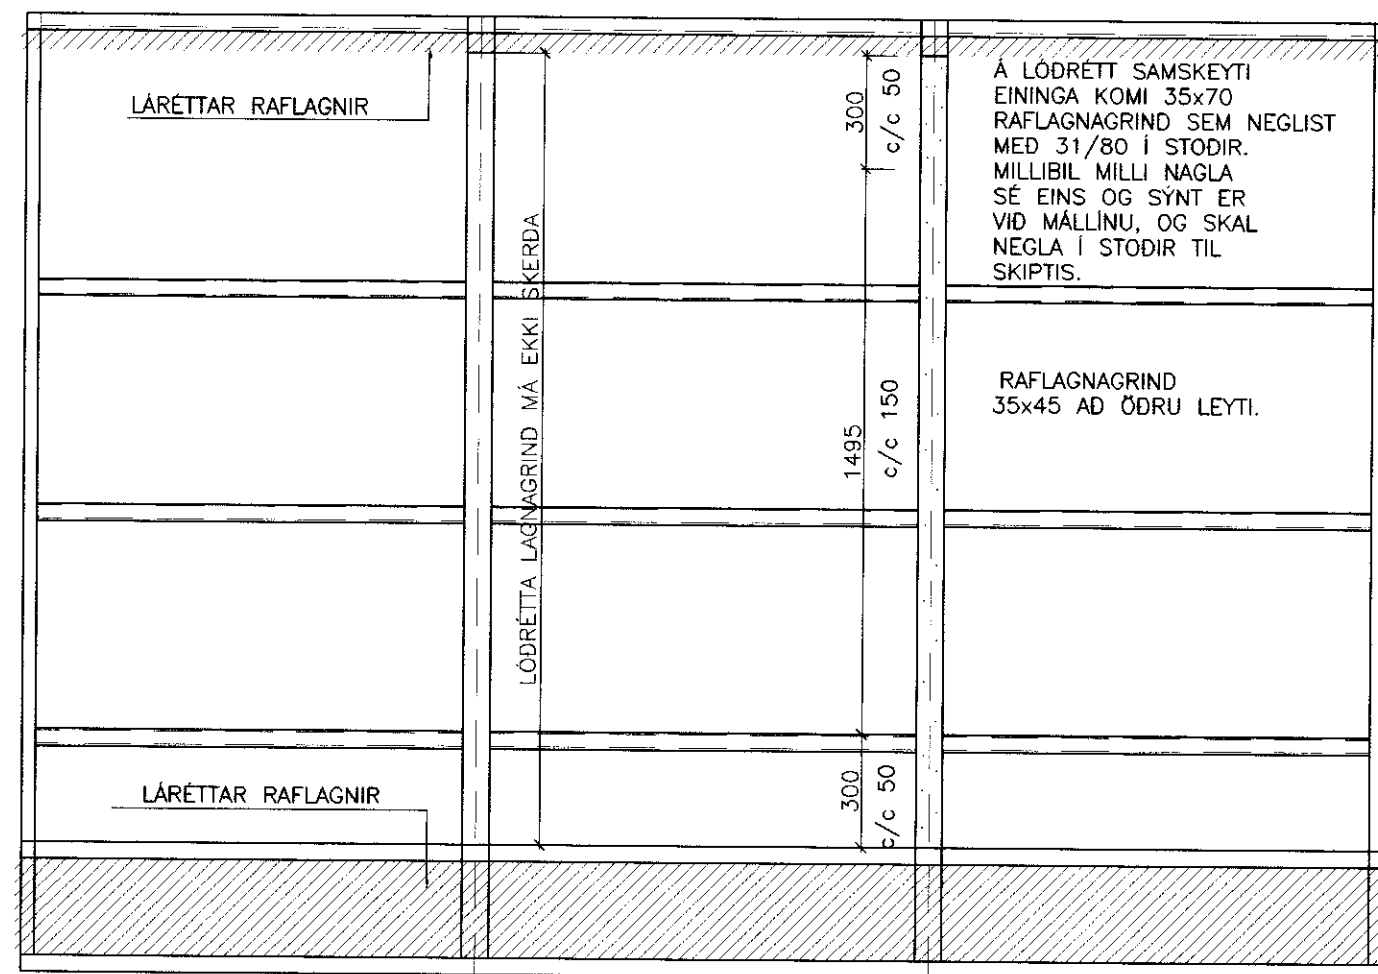 LÁRÉTTAR RAFLAGNIR
300
c/c 50
Á LÓÐRÉTT SAMSKEYTI
EININGA KOMI 35x70
RAFLAGNAGRIND SEM NEGLIST
MEÐ 31/80 Í STOÐIR.
MILLIBIL MILLI NAGLA
SÉ EINS OG SÝNT ER
VIÐ MÁLLÍNU, OG SKAL
NEGLA Í STOÐIR TIL
SKIPTIS.
LÓÐRÉTTA LAGNAGRIND MÁ EKKI SKERÐA
1495
c/c 150
RAFLAGNAGRIND
35x45 AÐ ÖÐRU LEYTI.
LÁRÉTTAR RAFLAGNIR
300
c/c 50